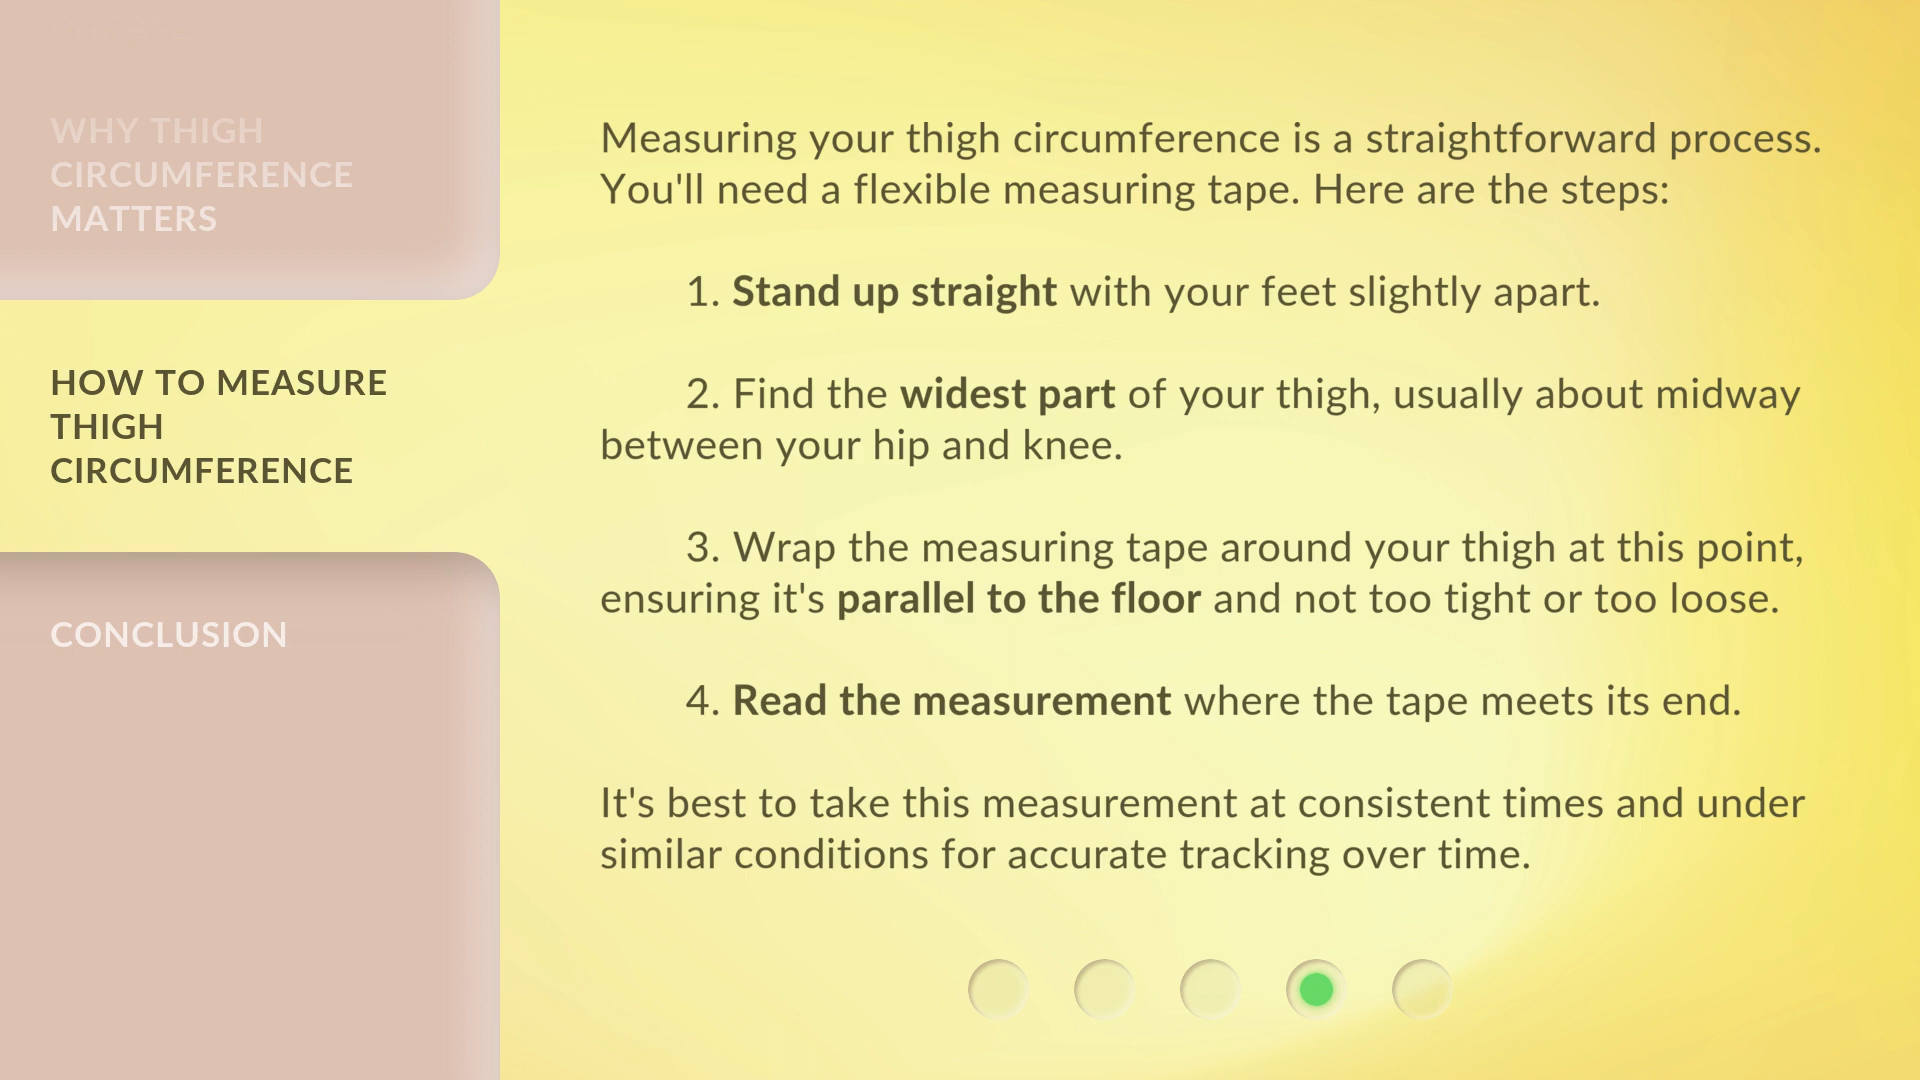 WHY THIGH
CIRCUMFERENCE
MATTERS
HOW TO MEASURE
THIGH
CIRCUMFERENCE
CONCLUSION
Measuring your thigh circumference is a straightforward process.
You'll need a flexible measuring tape. Here are the steps:
1. Stand up straight with your feet slightly apart.
2. Find the widest part of your thigh, usually about midway
between your hip and knee.
3. Wrap the measuring tape around your thigh at this point,
ensuring it's parallel to the floor and not too tight or too loose.
4. Read the measurement where the tape meets its end.
It's best to take this measurement at consistent times and under
similar conditions for accurate tracking over time.